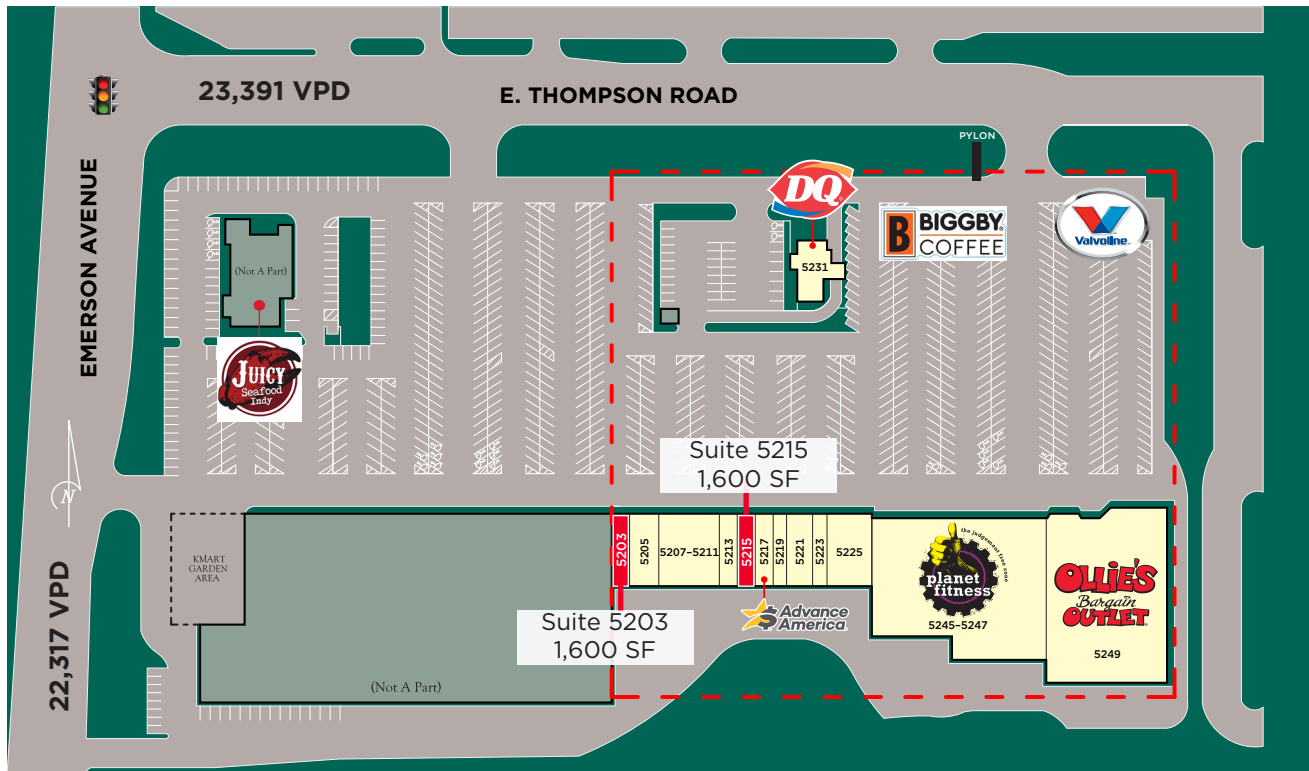 23,391 VPD
E. THOMPSON ROAD
EMERSON AVENUE
PYLON
DQ
BIGGBY
B
COFFEE
Valvoline
(Not A Part)
5231
JUICY
Seafood
Indy
Suite 5215
1,600 SF
N
KMART
GARDEN
AREA
5203
5205
5207-5211
5213
5215
5217
5219
5221
5223
5225
the judgement free zone
planet
fitness
5245-5247
OLLIE'S
Bargain
OUTLET
5249
Advance
America
Suite 5203
1,600 SF
(Not A Part)
22,317 VPD